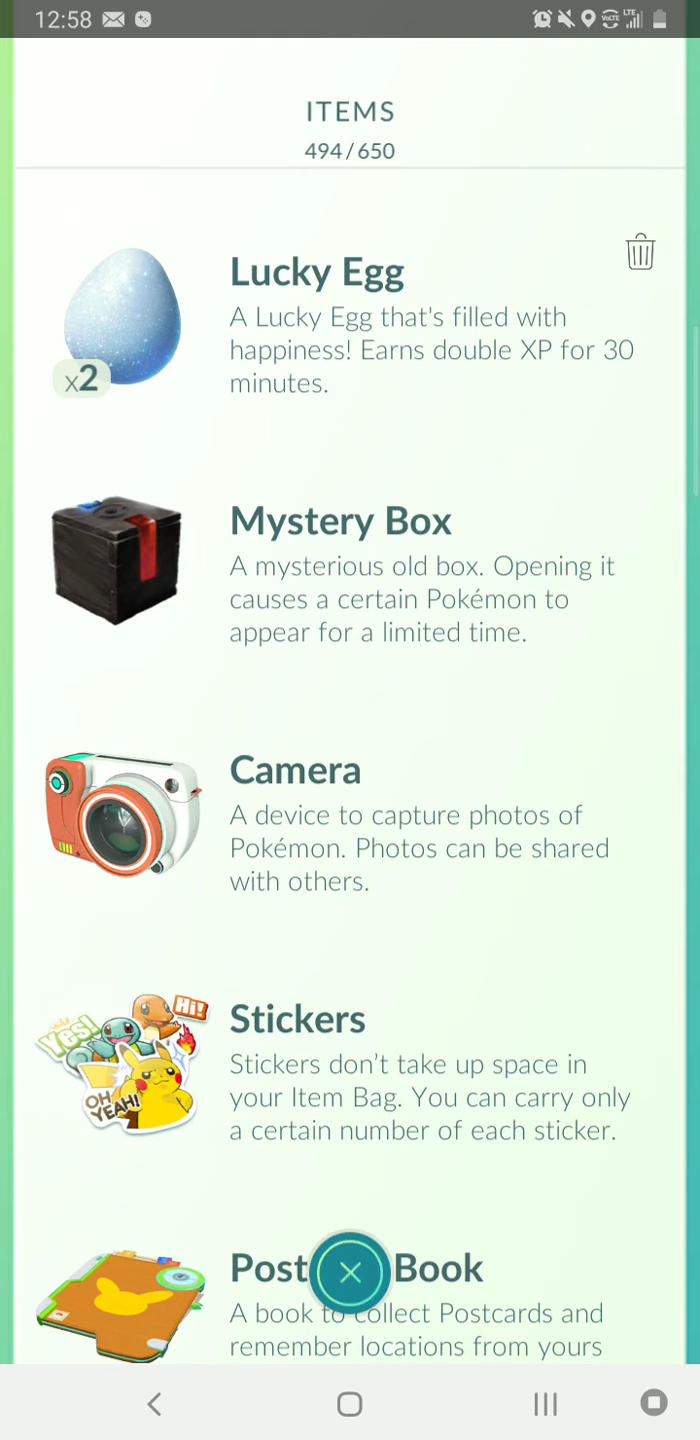 12:58
VoLTE LTE
ITEMS
494/650
Lucky Egg
A Lucky Egg that's filled with
happiness! Earns double XP for 30
minutes.
x2
Mystery Box
A mysterious old box. Opening it
causes a certain Pokémon to
appear for a limited time.
Camera
A device to capture photos of
Pokémon. Photos can be shared
with others.
Yes!
Hi!
OH
YEAH!
Stickers
Stickers don’t take up space in
your Item Bag. You can carry only
a certain number of each sticker.
Post Book
A book to collect Postcards and
remember locations from yours